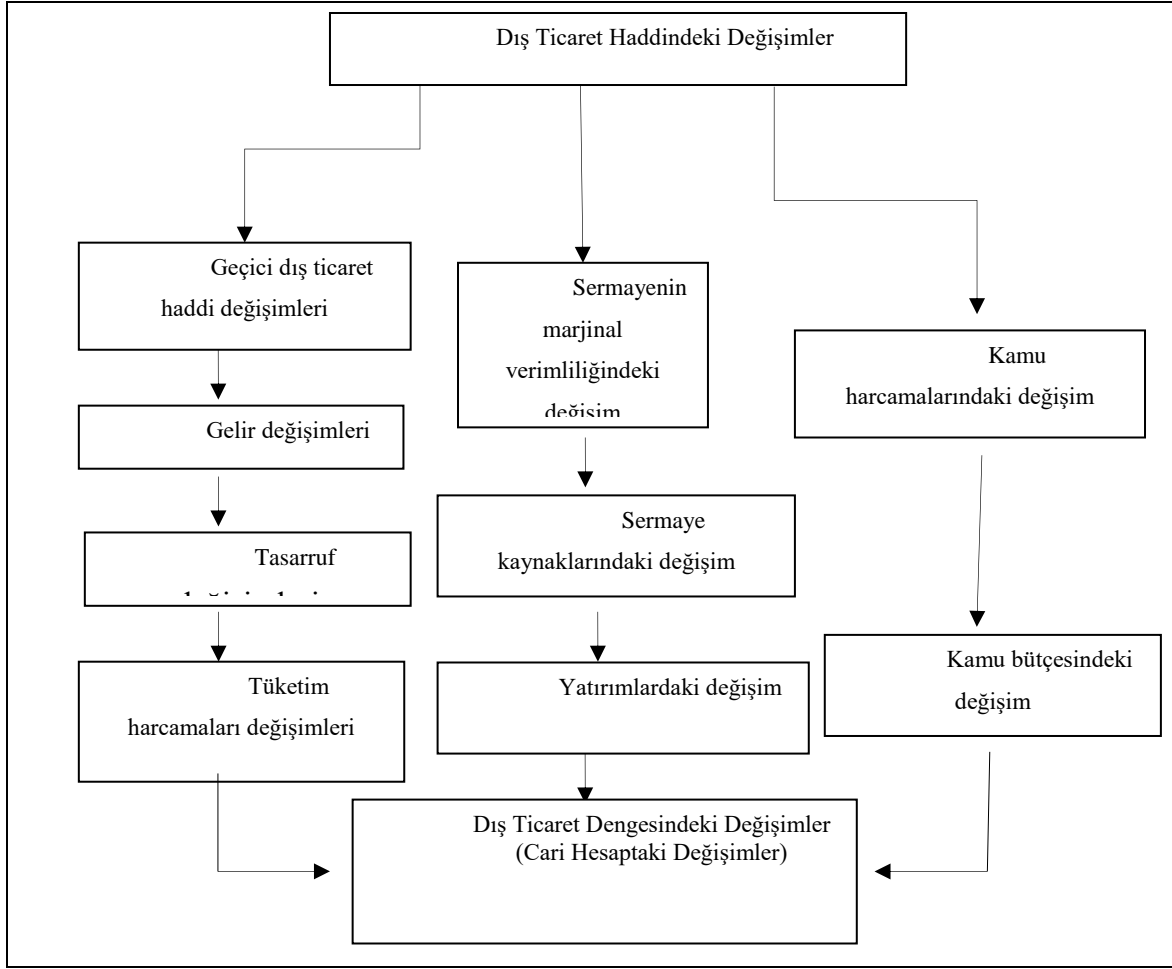 Dış Ticaret Haddindeki Değişimler
Geçici dış ticaret
haddi değişimleri
Gelir değişimleri
Tasarruf
Tüketim
harcamaları değişimleri
Sermayenin
marjinal
verimliliğindeki
değişim
Sermaye
kaynaklarındaki değişim
Yatırımlardaki değişim
Kamu
harcamalarındaki değişim
Kamu bütçesindeki
değişim
Dış Ticaret Dengesindeki Değişimler
(Cari Hesaptaki Değişimler)